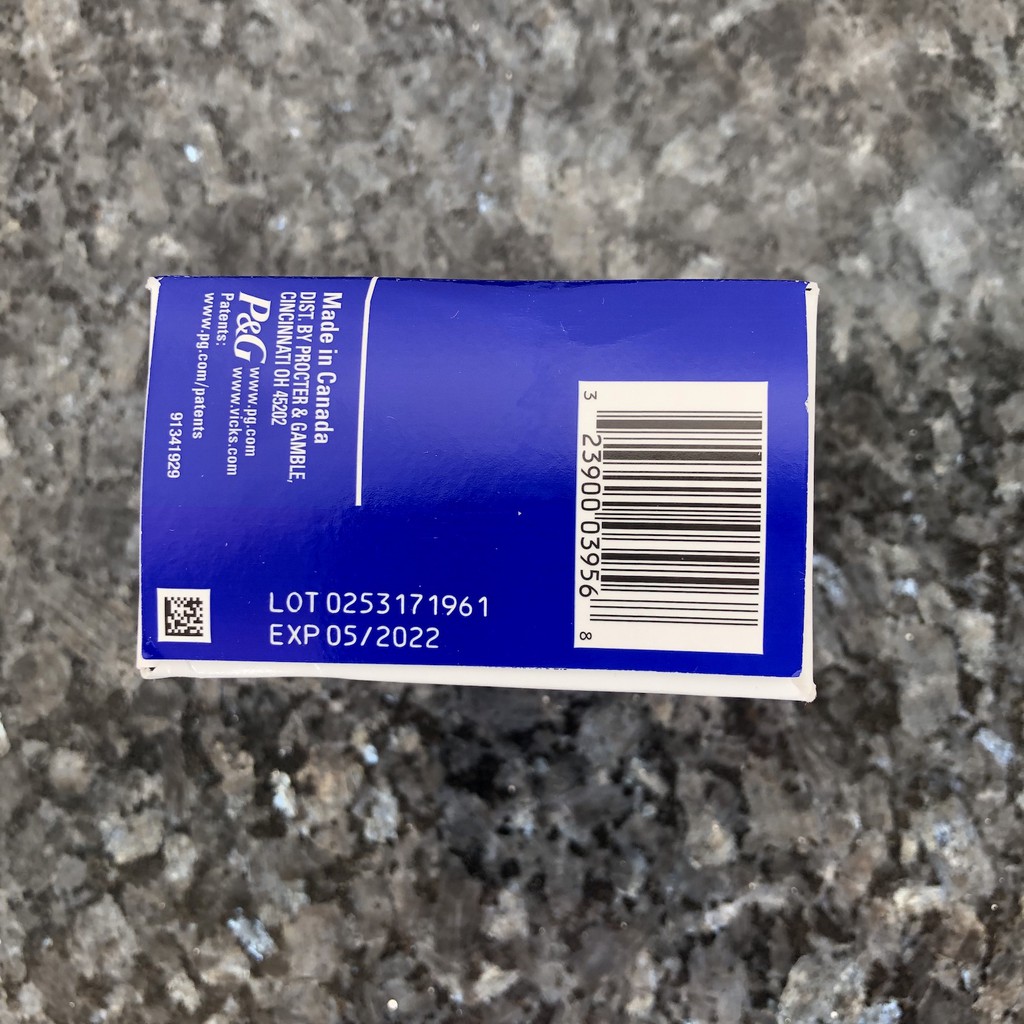 Made in Canada
DIST. BY PROCTER & GAMBLE,
CINCINNATI OH 45202
P&G www.pg.com
www.vicks.com
Patents:
www.pg.com/patents
91341929
LOT 0253171961
EXP 05/2022
3 23900 03956 8